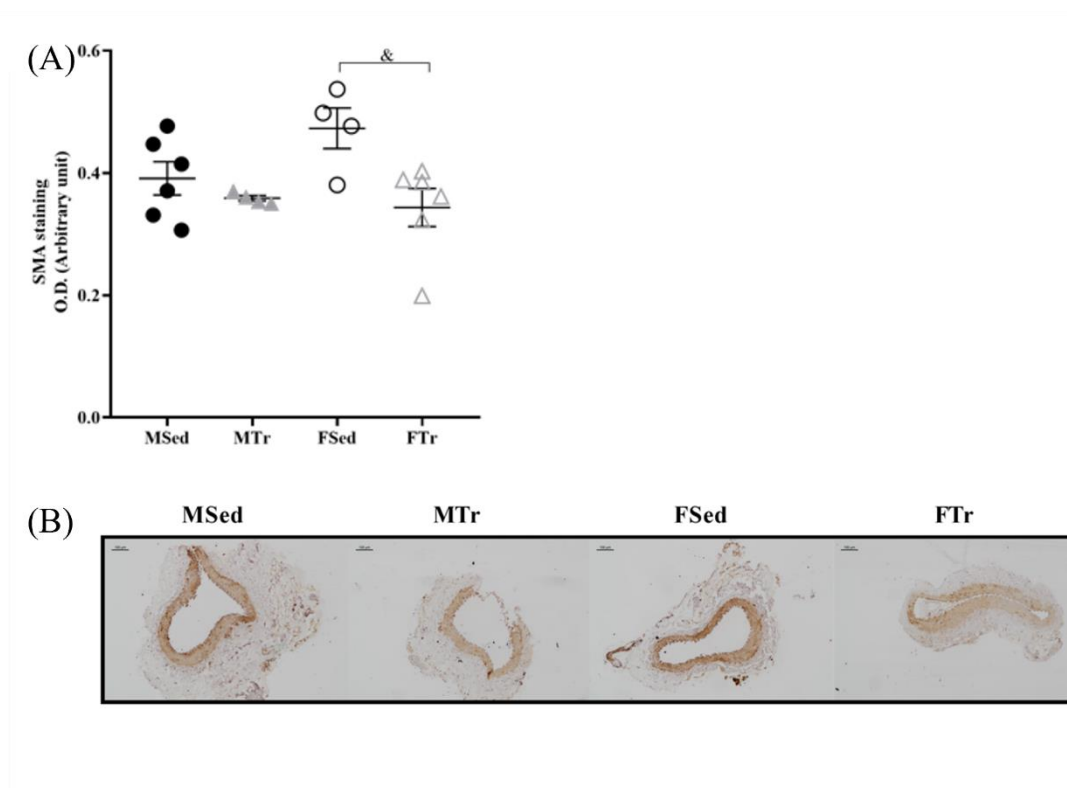 (A)
&
0.6
0.4
0.2
0.0
SMA staining
O.D. (Arbitrary unit)
MSed MTr FSed FTr
(B)
MSed MTr FSed FTr